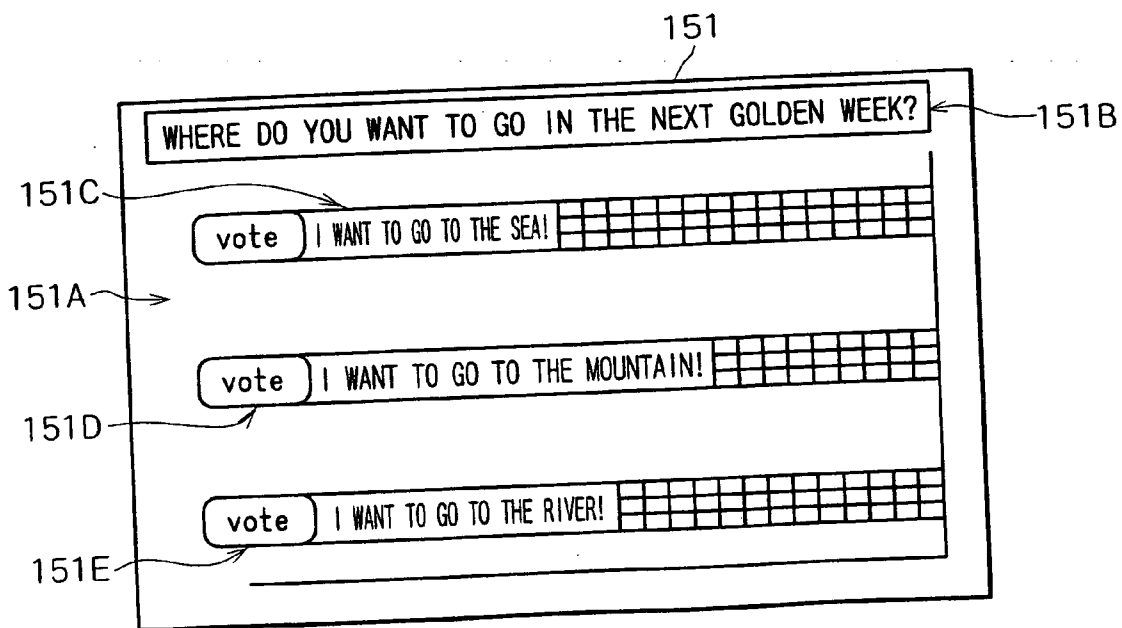 151
WHERE DO YOU WANT TO GO IN THE NEXT GOLDEN WEEK?
151B
151C
vote I WANT TO GO TO THE SEA!
151A
vote I WANT TO GO TO THE MOUNTAIN!
151D
vote I WANT TO GO TO THE RIVER!
151E